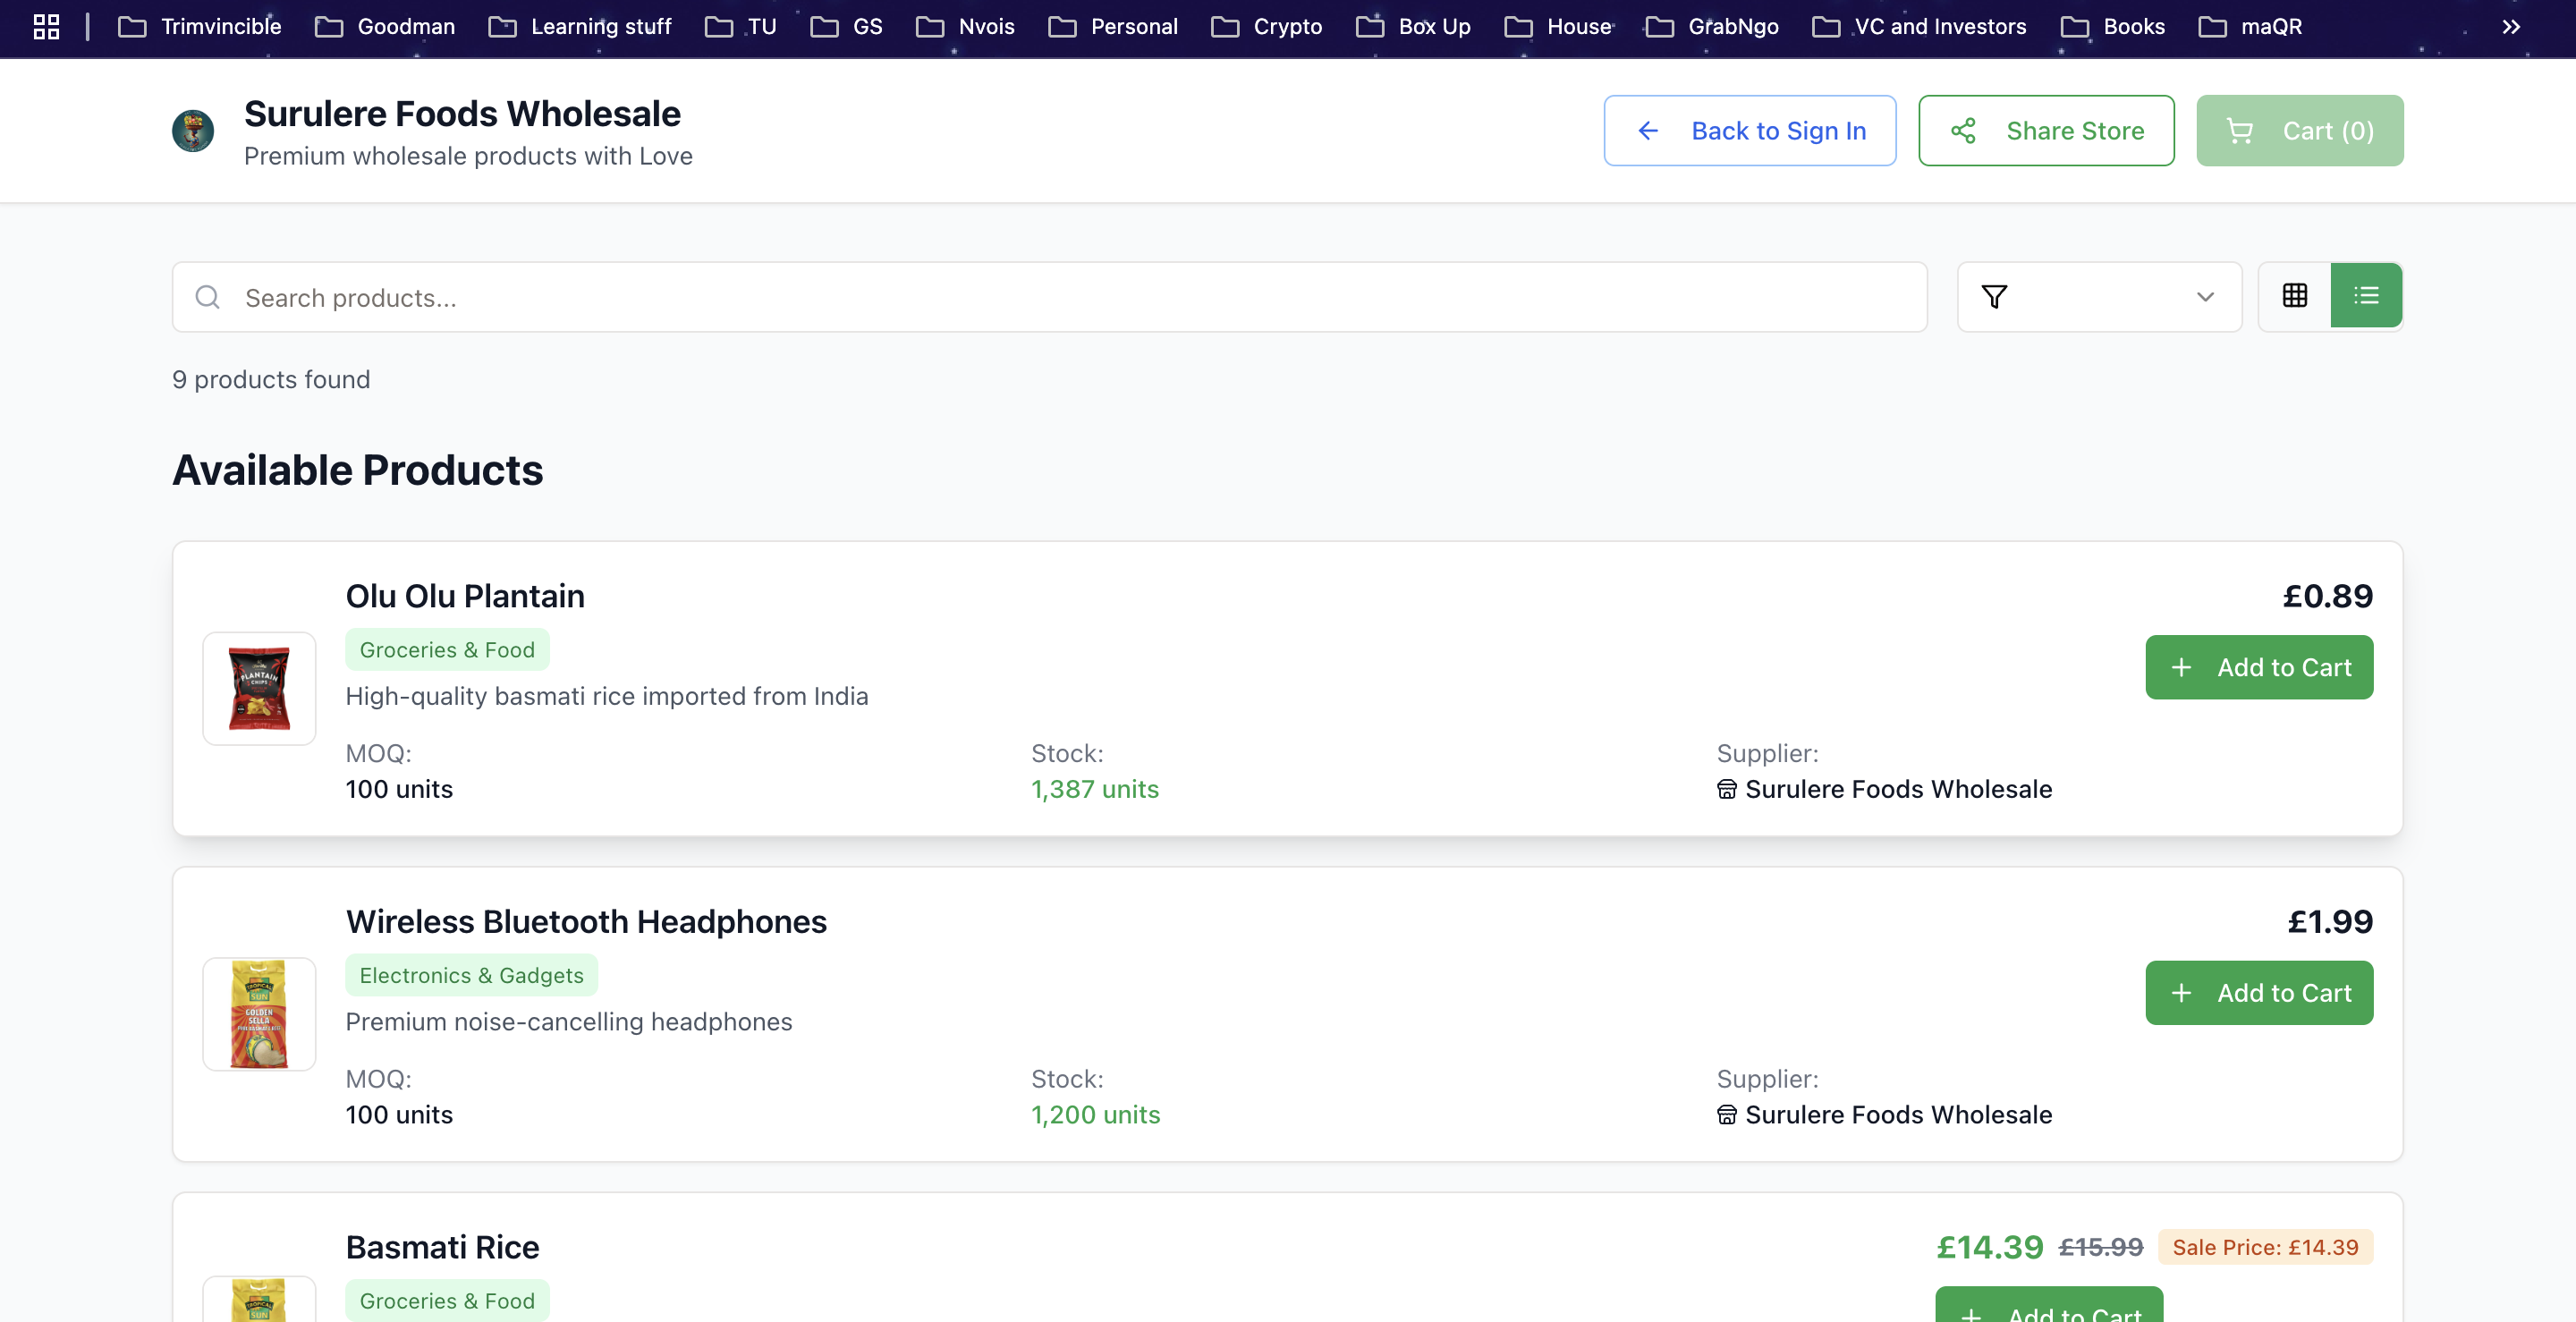 Trimvincible Goodman Learning stuff TU GS Nvois Personal Crypto Box Up House GrabNgo VC and Investors Books maQR
Surulere Foods Wholesale
Premium wholesale products with Love
Back to Sign In
Share Store
Cart (0)
Search products...
9 products found
Available Products
Olu Olu Plantain
£0.89
Groceries & Food
Add to Cart
High-quality basmati rice imported from India
PLANTAIN
CHIPS
MOQ: Stock: Supplier:
100 units 1,387 units Surulere Foods Wholesale
Wireless Bluetooth Headphones
£1.99
Electronics & Gadgets
Add to Cart
Premium noise-cancelling headphones
TROPICAL
SUN
GOLDEN
SELLA
MOQ: Stock: Supplier:
100 units 1,200 units Surulere Foods Wholesale
Basmati Rice
£14.39 £15.99 Sale Price: £14.39
Groceries & Food
Add to Cart
TROPICAL